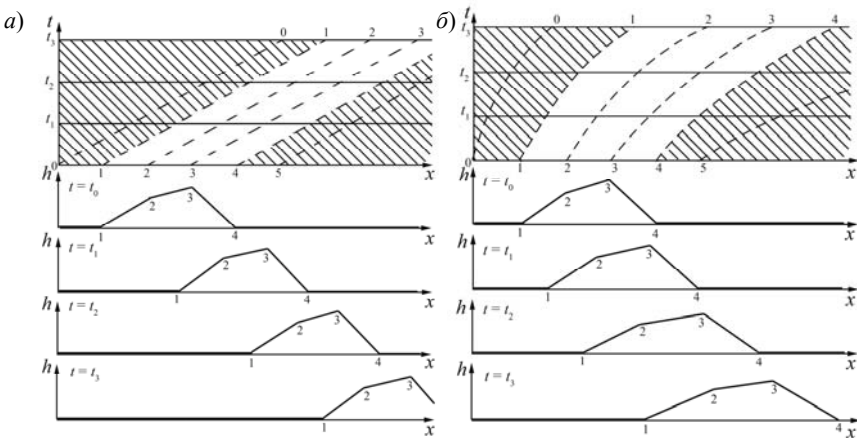 а)
t
t₃
t₂
t₁
0
0 1 2 3
1 2 3 4 5 x
h t = t₀
1 2 3 4 x
h t = t₁
1 2 3 4 x
h t = t₂
1 2 3 4 x
h t = t₃
1 2 3 x
б)
t
t₃
t₂
t₁
0
0 1 2 3 4
1 2 3 4 5 x
h t = t₀
1 2 3 4 x
h t = t₁
1 2 3 4 x
h t = t₂
1 2 3 4 x
h t = t₃
1 2 3 4 x